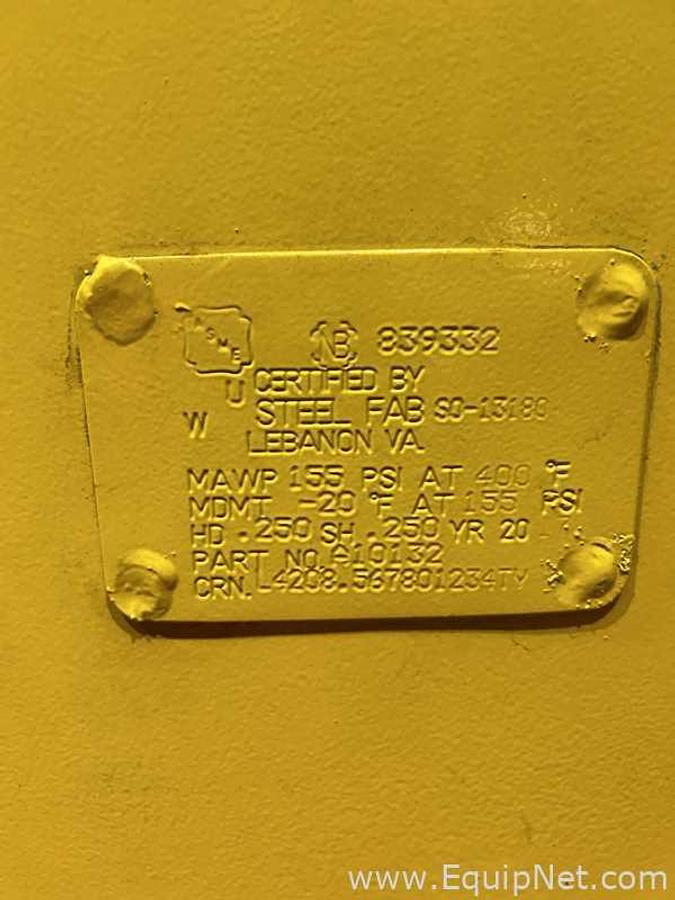 ASME NB 839332
U CERTIFIED BY
W STEEL FAB SO-13180
LEBANON VA.
MAWP 155 PSI AT 400 °F
MDMT -20 °F AT 155 PSI
HD .250 SH .250 YR 20
PART NO. A10132
CRN. L4208.567801234TY
www.EquipNet.com